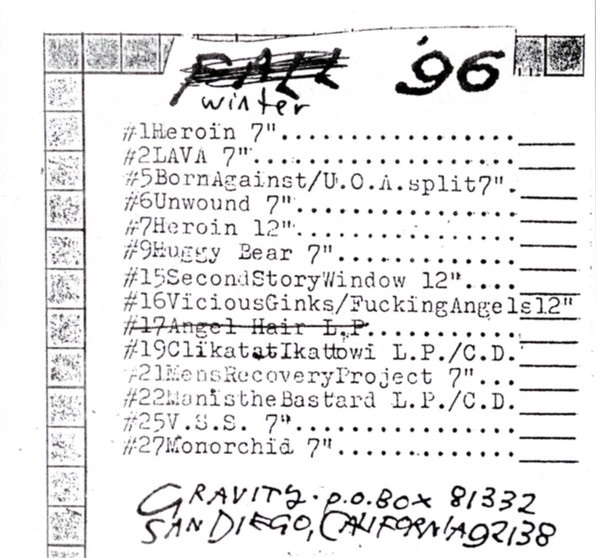 FALL '96
winter
#1Heroin 7"..................
#2LAVA 7"....................
#5BornAgainst/U.O.A.split7".
#6Unwound 7".................
#7Heroin 12".................
#9Huggy Bear 7"..............
#15SecondStoryWindow 12"....
#16ViciousGinks/FuckingAngels12"
#17Angel Hair L.P............
#19ClikatatIkatowi L.P./C.D.
#21MensRecoveryProject 7"...
#22ManistheBastard L.P./C.D.
#25V.S.S. 7"................
#27Monorchid 7".............
GRAVITY. P.O.BOX 81332
SAN DIEGO, CALIFORNIA 92138